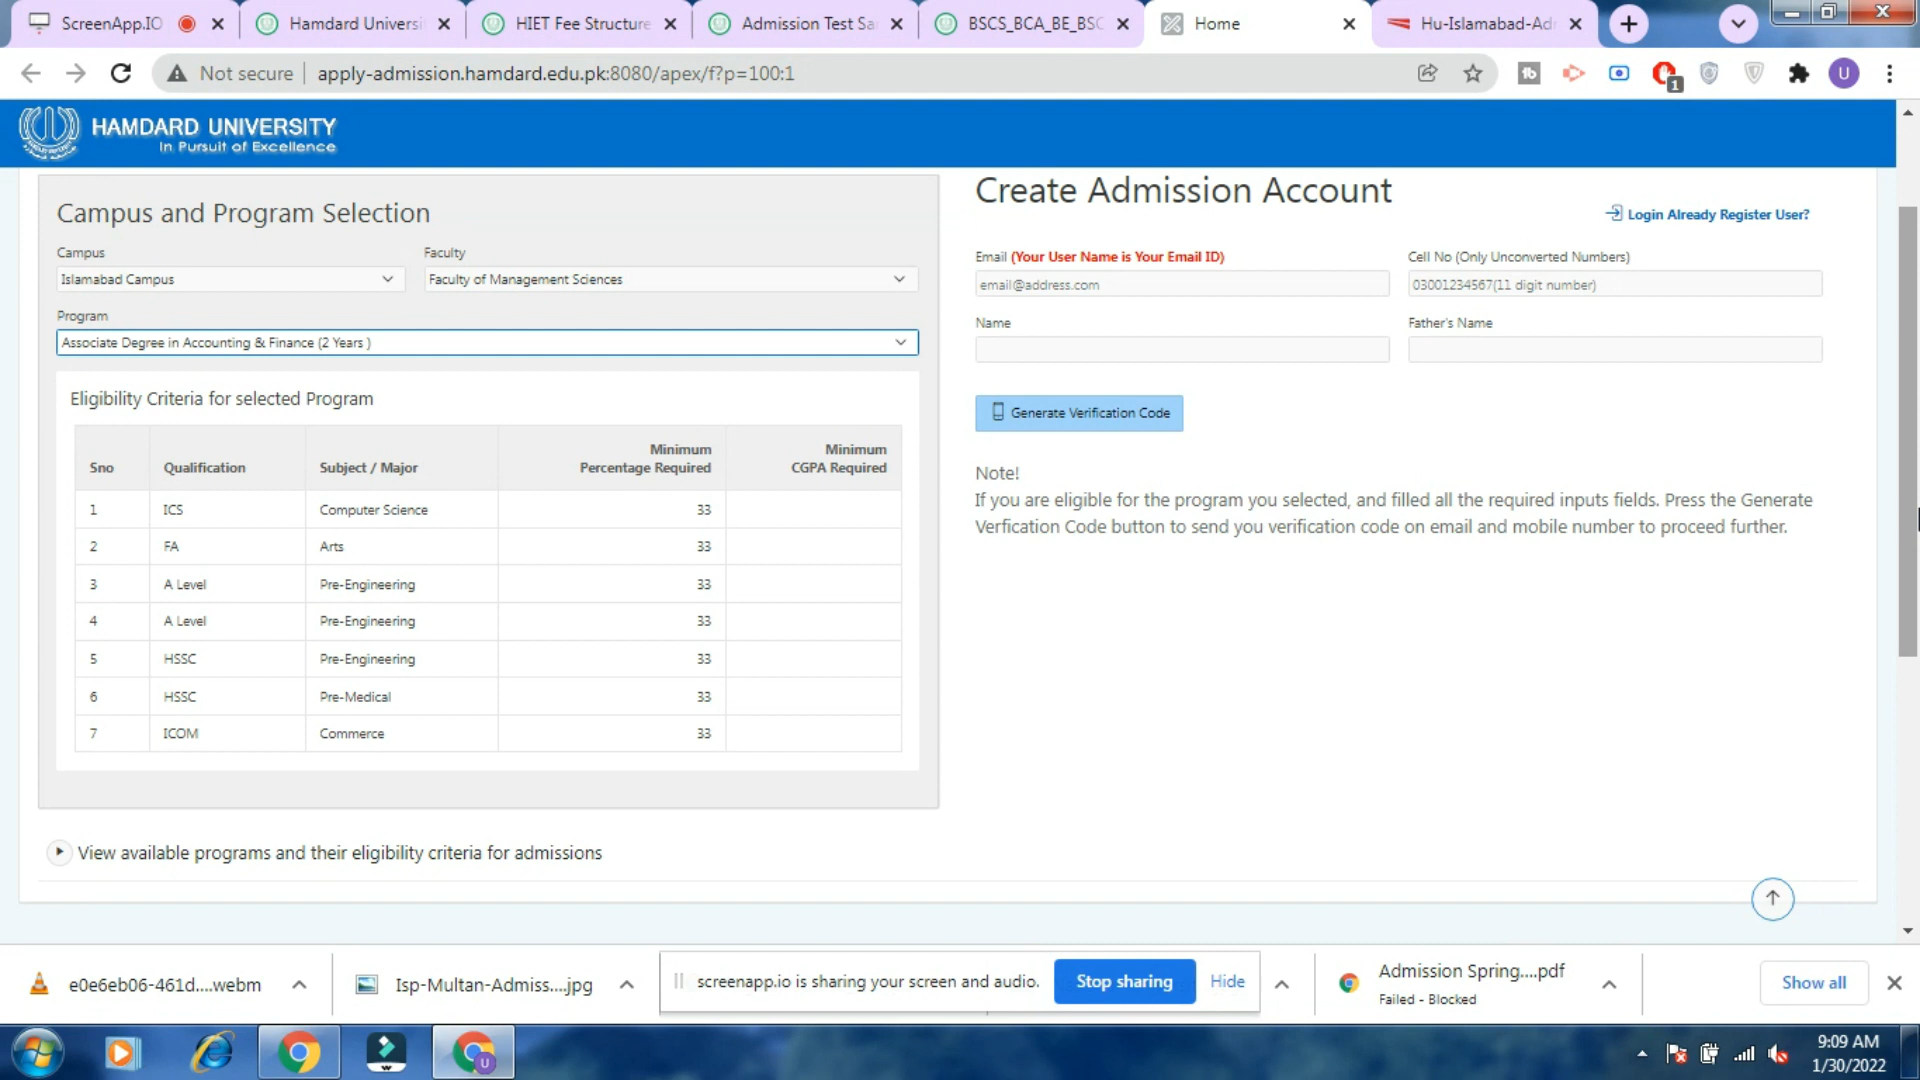 ScreenApp.IO
Hamdard Universi
HIET Fee Structure
Admission Test Sa
BSCS_BCA_BE_BSC
Home
Hu-Islamabad-Adr
Not secure
apply-admission.hamdard.edu.pk:8080/apex/f?p=100:1
1
U
HAMDARD UNIVERSITY
In Pursuit of Excellence
Campus and Program Selection
Campus
Faculty
Islamabad Campus
Faculty of Management Sciences
Program
Associate Degree in Accounting & Finance (2 Years )
Eligibility Criteria for selected Program
Sno Qualification Subject / Major Minimum Percentage Required Minimum CGPA Required
1 ICS Computer Science 33
2 FA Arts 33
3 A Level Pre-Engineering 33
4 A Level Pre-Engineering 33
5 HSSC Pre-Engineering 33
6 HSSC Pre-Medical 33
7 ICOM Commerce 33
View available programs and their eligibility criteria for admissions
Create Admission Account
Login Already Register User?
Email (Your User Name is Your Email ID)
Cell No (Only Unconverted Numbers)
email@address.com
03001234567(11 digit number)
Name
Father's Name
Generate Verification Code
Note!
If you are eligible for the program you selected, and filled all the required inputs fields. Press the Generate
Verfication Code button to send you verification code on email and mobile number to proceed further.
e0e6eb06-461d....webm
Isp-Multan-Admiss....jpg
screenapp.io is sharing your screen and audio.
Stop sharing
Hide
Admission Spring....pdf
Failed - Blocked
Show all
9:09 AM
1/30/2022